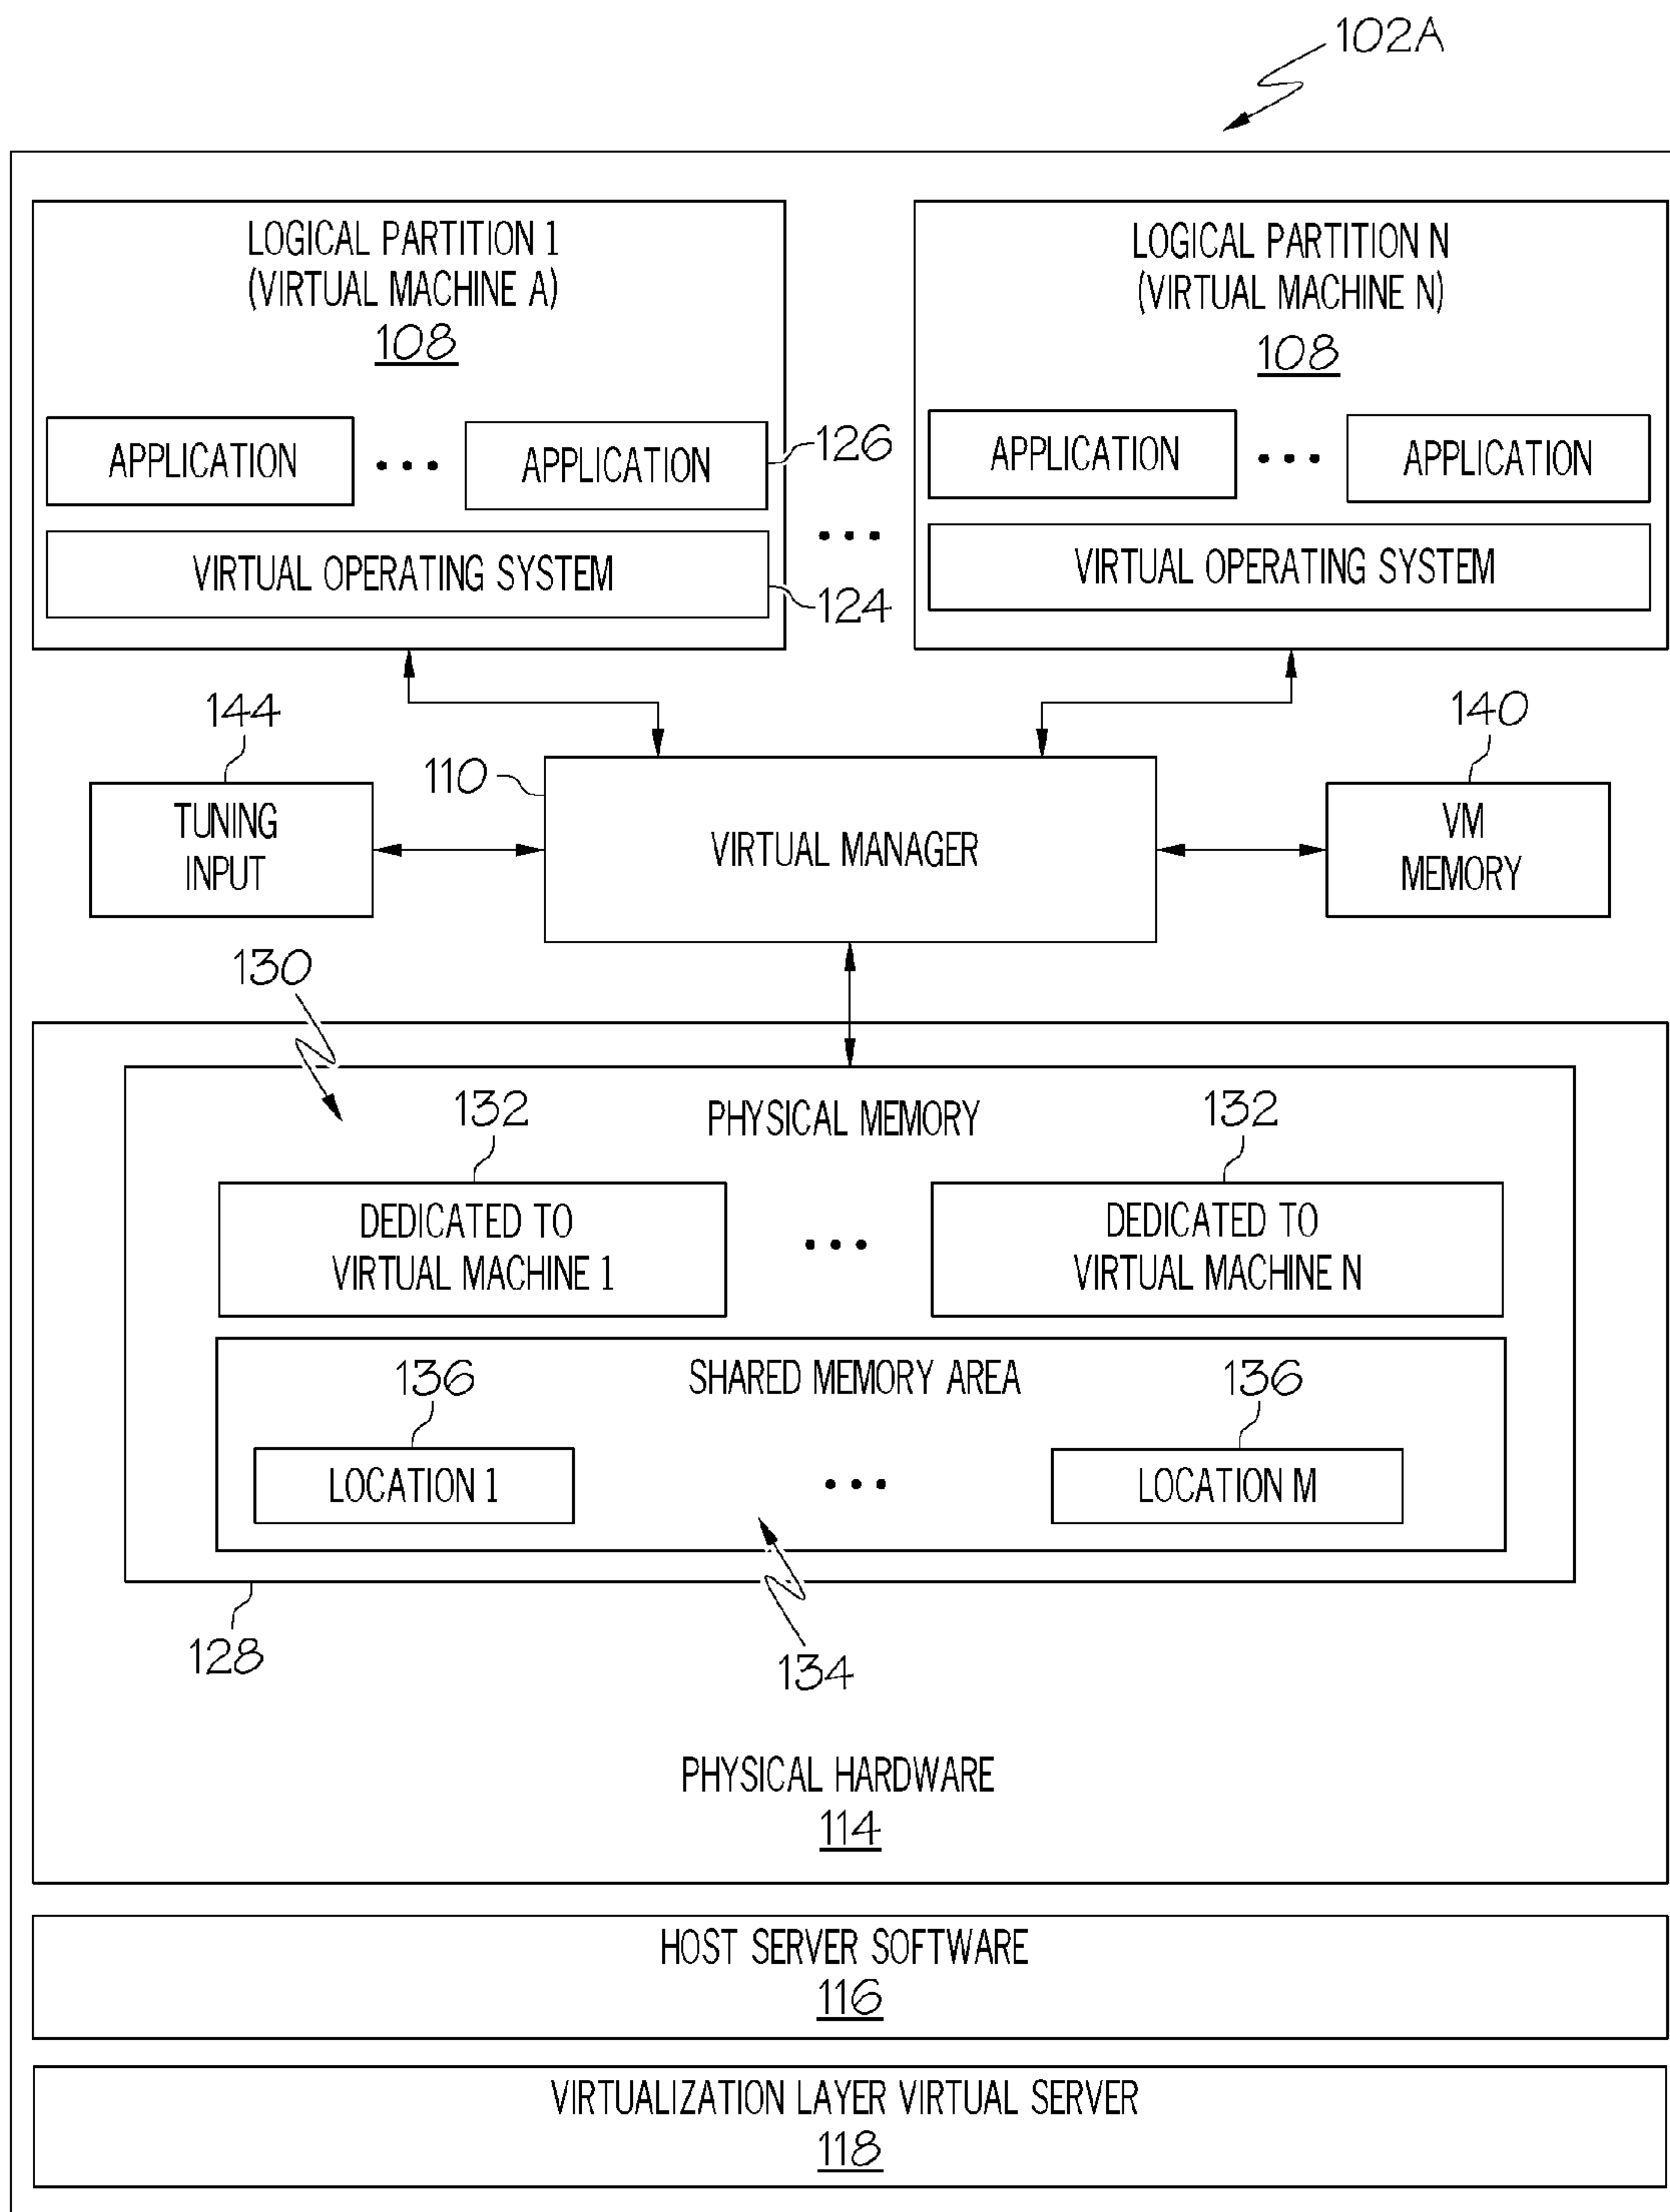 102A
LOGICAL PARTITION 1
(VIRTUAL MACHINE A)
108
LOGICAL PARTITION N
(VIRTUAL MACHINE N)
108
APPLICATION
•••
APPLICATION
126
APPLICATION
•••
APPLICATION
•••
VIRTUAL OPERATING SYSTEM
124
VIRTUAL OPERATING SYSTEM
144
140
110
TUNING
INPUT
VIRTUAL MANAGER
VM
MEMORY
130
PHYSICAL MEMORY
132
132
DEDICATED TO
VIRTUAL MACHINE 1
•••
DEDICATED TO
VIRTUAL MACHINE N
SHARED MEMORY AREA
136
136
LOCATION 1
•••
LOCATION M
128
134
PHYSICAL HARDWARE
114
HOST SERVER SOFTWARE
116
VIRTUALIZATION LAYER VIRTUAL SERVER
118